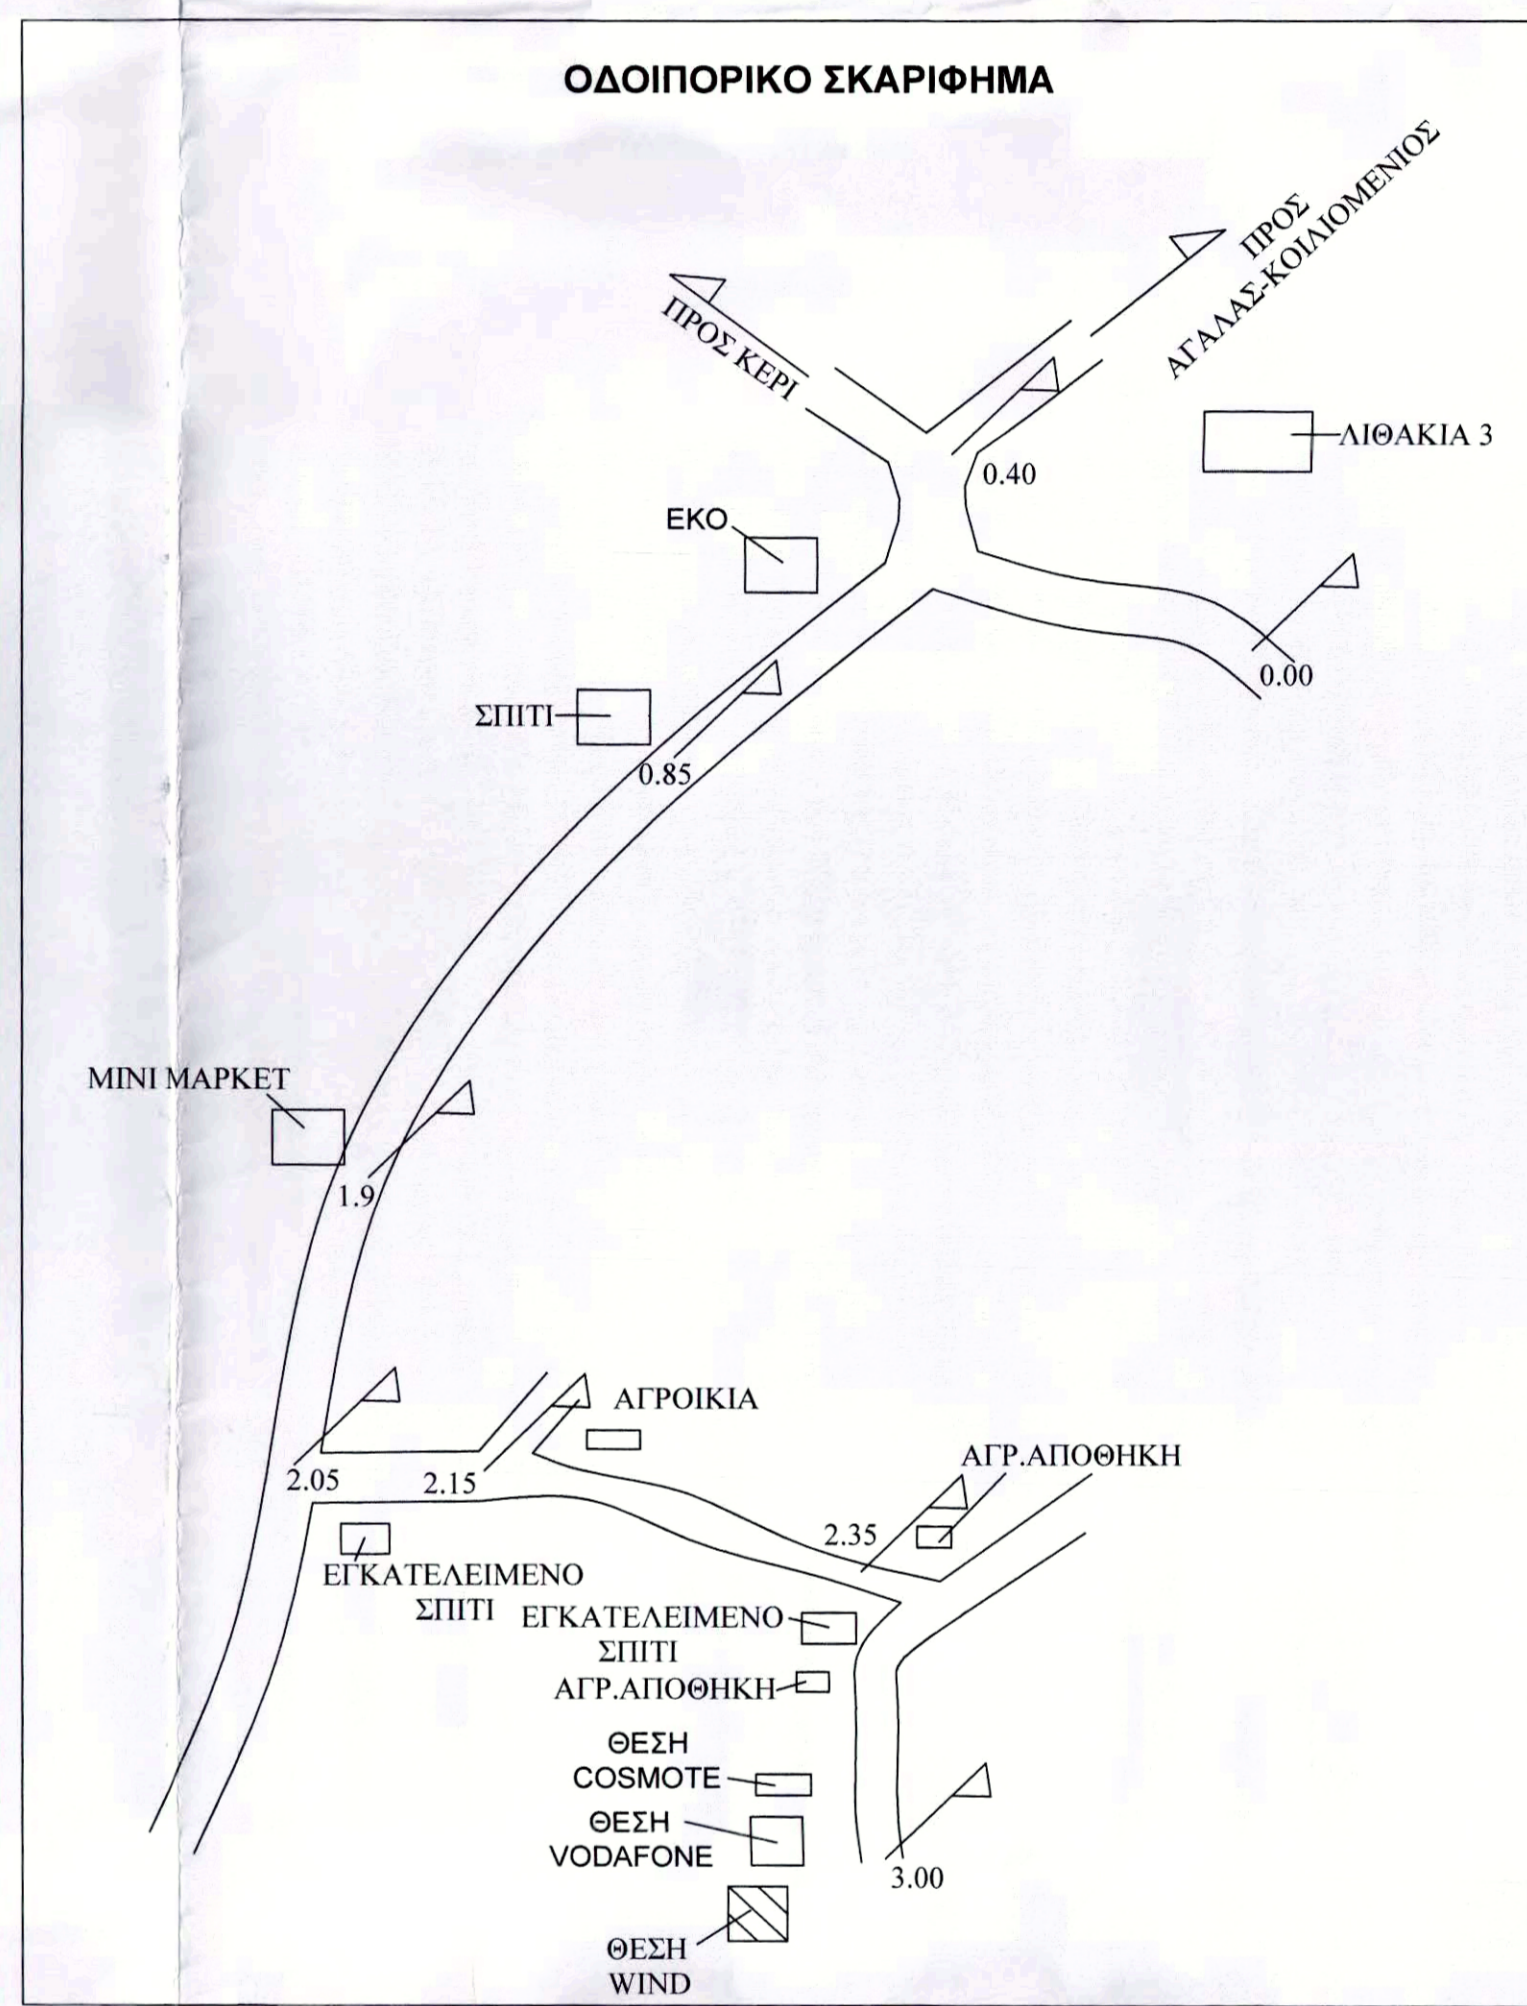 ΟΔΟΙΠΟΡΙΚΟ ΣΚΑΡΙΦΗΜΑ
ΠΡΟΣ
ΑΓΑΛΑΣ-ΚΟΙΛΙΟΜΕΝΙΟΣ
ΠΡΟΣ ΚΕΡΙ
ΛΙΘΑΚΙΑ 3
0.40
ΕΚΟ
0.00
ΣΠΙΤΙ
0.85
ΜΙΝΙ ΜΑΡΚΕΤ
1.9
ΑΓΡΟΙΚΙΑ
2.05
2.15
ΑΓΡ.ΑΠΟΘΗΚΗ
2.35
ΕΓΚΑΤΕΛΕΙΜΕΝΟ
ΣΠΙΤΙ
ΕΓΚΑΤΕΛΕΙΜΕΝΟ
ΣΠΙΤΙ
ΑΓΡ.ΑΠΟΘΗΚΗ
ΘΕΣΗ
COSMOTE
ΘΕΣΗ
VODAFONE
3.00
ΘΕΣΗ
WIND